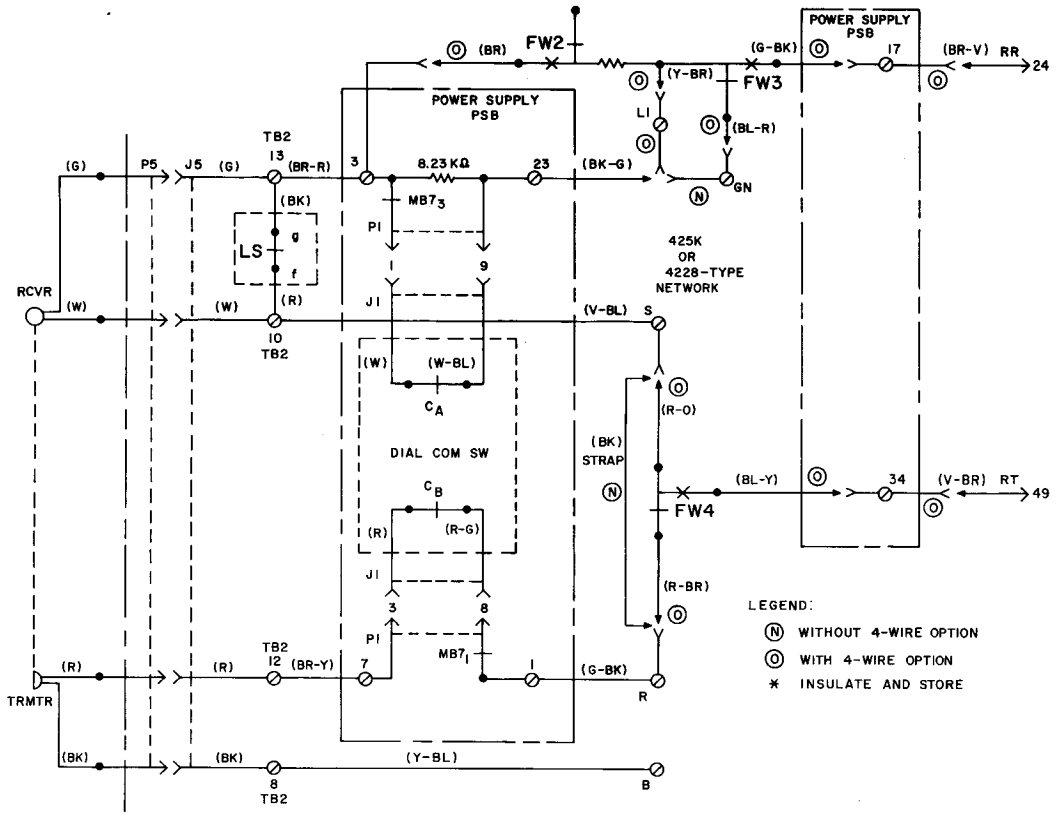 POWER SUPPLY
PSB
O (BR) FW2
(G-BK) O 17 (BR-V) RR
24
O
O (Y-BR) FW3
O
POWER SUPPLY
PSB
L1
O (BL-R)
O
TB2
13
(G) P5 J5 (G) (BR-R) 3 8.23 KΩ 23 (BK-G)
GN
N
(BK)
MB7₃
P1
g
LS
f
1 9
425K
OR
4228-TYPE
NETWORK
RCVR
(W) (W) (R) J1 (V-BL) S
10
TB2
(W) (W-BL)
C_A
O
(R-O)
(BK)
STRAP
DIAL COM SW
N
C_B
O 34 (V-BR) RT
(BL-Y)
49
O
FW4
(R) (R-G)
J1
(R-BR)
3 8
O
P1
MB7₁
LEGEND:
N WITHOUT 4-WIRE OPTION
O WITH 4-WIRE OPTION
* INSULATE AND STORE
TB2
12
(R) (R) (BR-Y) 7 1 (G-BK)
R
TRMTR
(BK) (BK) (Y-BL)
8
TB2
B